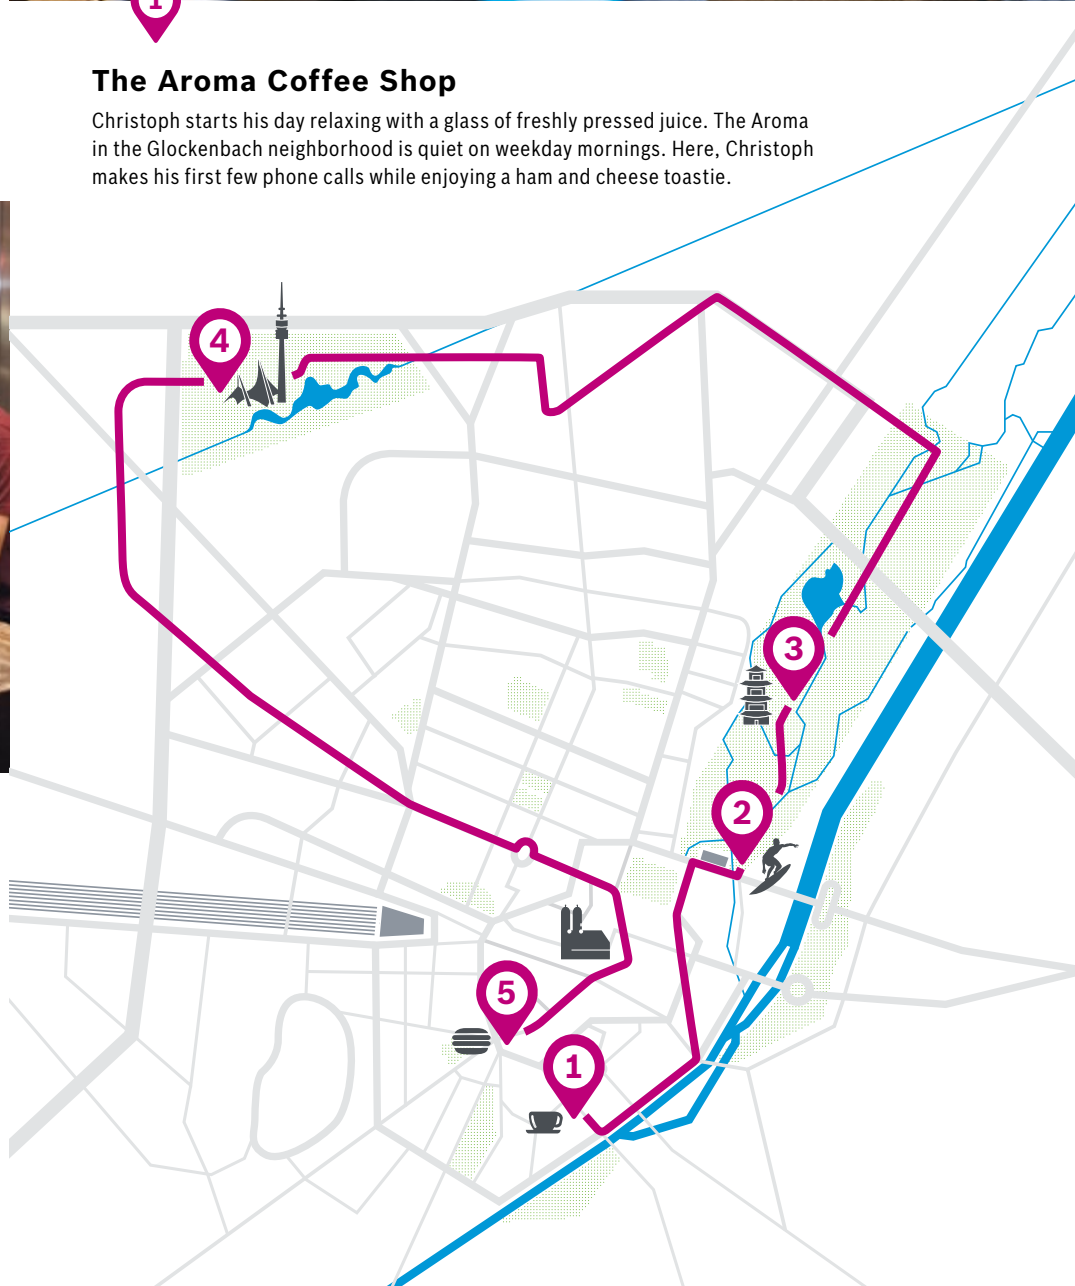 1
The Aroma Coffee Shop
Christoph starts his day relaxing with a glass of freshly pressed juice. The Aroma
in the Glockenbach neighborhood is quiet on weekday mornings. Here, Christoph
makes his first few phone calls while enjoying a ham and cheese toastie.
4
3
2
5
1